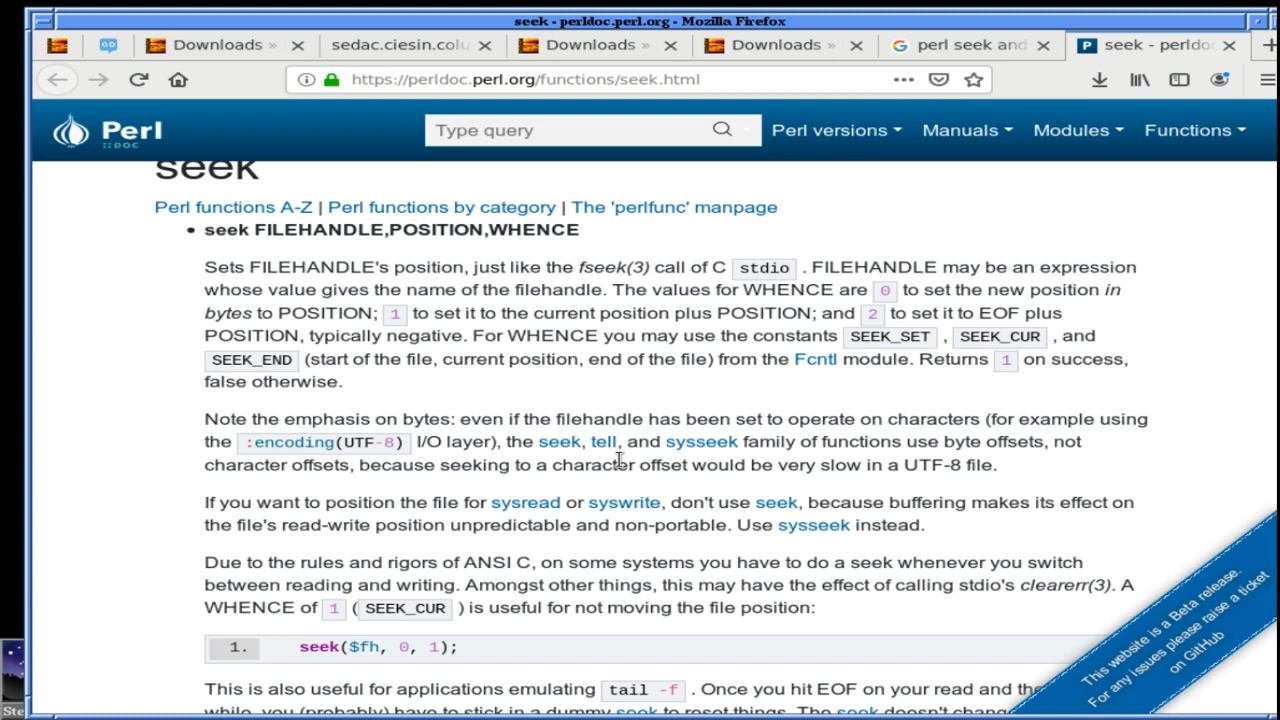 seek - perldoc.perl.org - Mozilla Firefox
Downloads »
sedac.ciesin.colu
Downloads »
Downloads »
perl seek and
seek - perldoc
https://perldoc.perl.org/functions/seek.html
Perl
DOC
Type query
Perl versions
Manuals
Modules
Functions
seek
Perl functions A-Z | Perl functions by category | The 'perlfunc' manpage
• seek FILEHANDLE,POSITION,WHENCE
Sets FILEHANDLE's position, just like the fseek(3) call of C stdio . FILEHANDLE may be an expression
whose value gives the name of the filehandle. The values for WHENCE are 0 to set the new position in
bytes to POSITION; 1 to set it to the current position plus POSITION; and 2 to set it to EOF plus
POSITION, typically negative. For WHENCE you may use the constants SEEK_SET , SEEK_CUR , and
SEEK_END (start of the file, current position, end of the file) from the Fcntl module. Returns 1 on success,
false otherwise.
Note the emphasis on bytes: even if the filehandle has been set to operate on characters (for example using
the :encoding(UTF-8) I/O layer), the seek, tell, and sysseek family of functions use byte offsets, not
character offsets, because seeking to a character offset would be very slow in a UTF-8 file.
If you want to position the file for sysread or syswrite, don't use seek, because buffering makes its effect on
the file's read-write position unpredictable and non-portable. Use sysseek instead.
Due to the rules and rigors of ANSI C, on some systems you have to do a seek whenever you switch
between reading and writing. Amongst other things, this may have the effect of calling stdio's clearerr(3). A
WHENCE of 1 ( SEEK_CUR ) is useful for not moving the file position:
1. seek($fh, 0, 1);
This is also useful for applications emulating tail -f . Once you hit EOF on your read and the
while, you (probably) have to stick in a dummy seek to reset things. The seek doesn't change
This website is a Beta release.
For any issues please raise a ticket
on GitHub
Ste